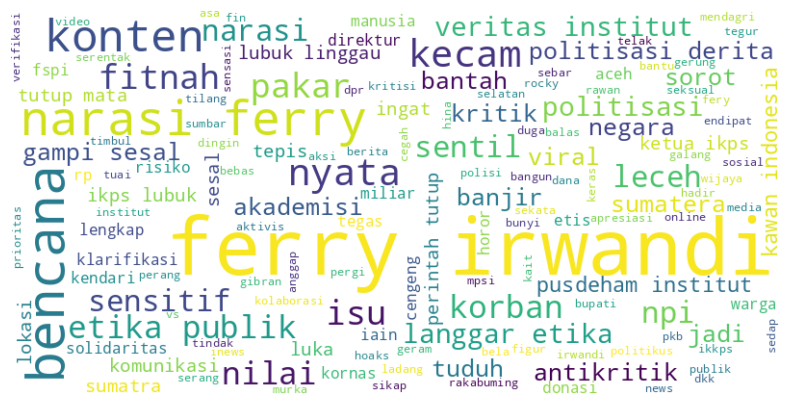 video
asa
fin
manusia
mendagri
konten
narasi
veritas institut
verifikasi
serentak
sensasi
lubuk linggau
direktur
kecam
telak
tegur
politisasi derita
fspi
fitnah
bantah
sebar
bantu
gerung
tutup mata
pakar
dpr
kritisi
rocky
aceh
sorot
tilang
ingat
selatan
rawan
seksual
fery
narasi ferry
sumbar
hina
kritik
politisasi
endipat
timbul
dingin
cegah
duga
balas
negara
kawan indonesia
gampi sesal
tepis
aksi
berita
sentil
ketua ikps
galang
bencana
risiko
sesal
nyata
viral
sosial
rp
tuai
bebas
polisi
bangun
dana
leceh
wijaya
ikps lubuk
miliar
banjir
keras
hadir
institut
akademisi
perintah tutup
sumatera
prioritas
lengkap
aktivis
tegas
horor
etis
apresiasi
sekata
online
media
ferry irwandi
klarifikasi
bunyi
kendari
perang
gibran
anggap
pergi
cengeng
mpsi
kait
pusdeham institut
lokasi
sensitif
kolaborasi
isu
korban
bupati
npi
warga
etika publik
vs
iain
langgar etika
pkb
jadi
solidaritas
tindak
luka
hoaks
geram
bela
figur
irwandi
ikkps
sedap
komunikasi
inews
kornas
ladang
tuduh
antikritik
politikus
publik
sumatra
serang
nilai
murka
sikap
rakabuming
donasi
news
dkk